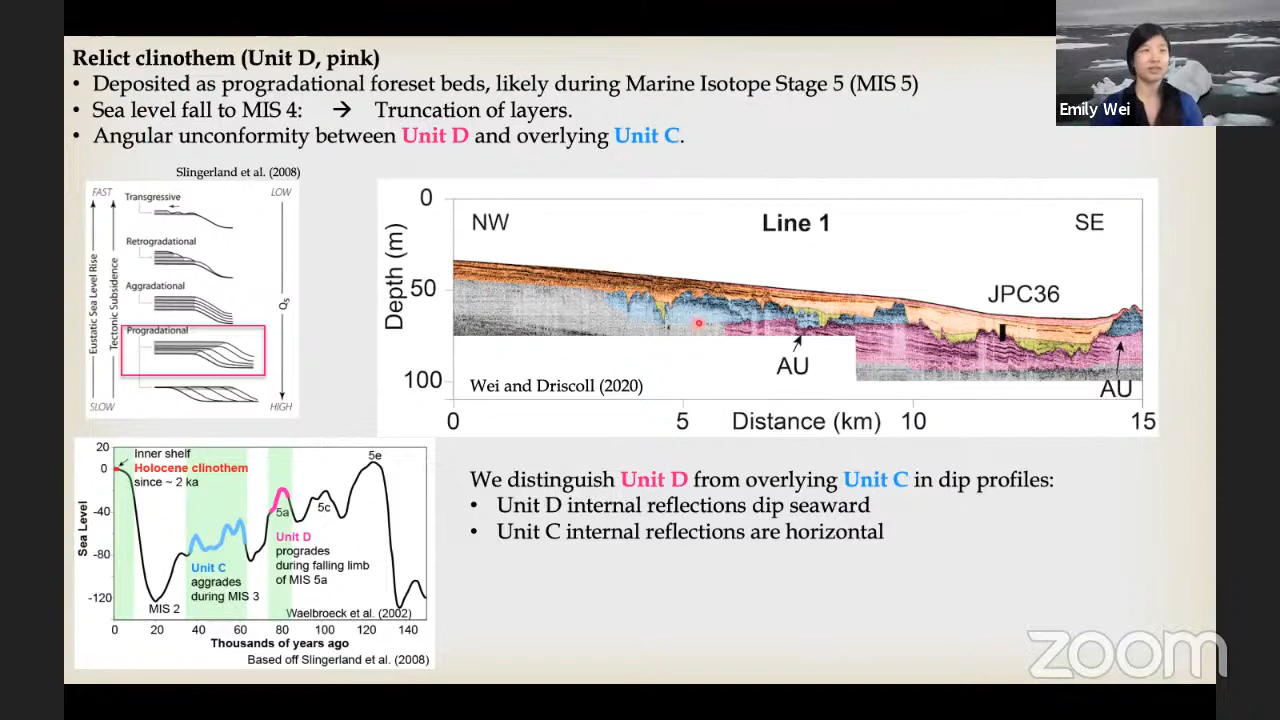 Relict clinothem (Unit D, pink)
• Deposited as progradational foreset beds, likely during Marine Isotope Stage 5 (MIS 5)
• Sea level fall to MIS 4: → Truncation of layers.
• Angular unconformity between Unit D and overlying Unit C.
Emily Wei
Slingerland et al. (2008)
FAST
LOW
Transgressive
Retrogradational
Aggradational
Progradational
Eustatic Sea Level Rise
Tectonic Subsidence
Qs
SLOW
HIGH
0
NW
Line 1
SE
Depth (m)
50
JPC36
AU
AU
100
Wei and Driscoll (2020)
0
5
Distance (km)
10
15
20
0
-40
-80
-120
Sea Level
Inner shelf
Holocene clinothem
since ~ 2 ka
5e
5c
5a
Unit D
progrades
during falling limb
of MIS 5a
Unit C
aggrades
during MIS 3
MIS 2
Waelbroeck et al. (2002)
0 20 40 60 80 100 120 140
Thousands of years ago
Based off Slingerland et al. (2008)
We distinguish Unit D from overlying Unit C in dip profiles:
• Unit D internal reflections dip seaward
• Unit C internal reflections are horizontal
zoom